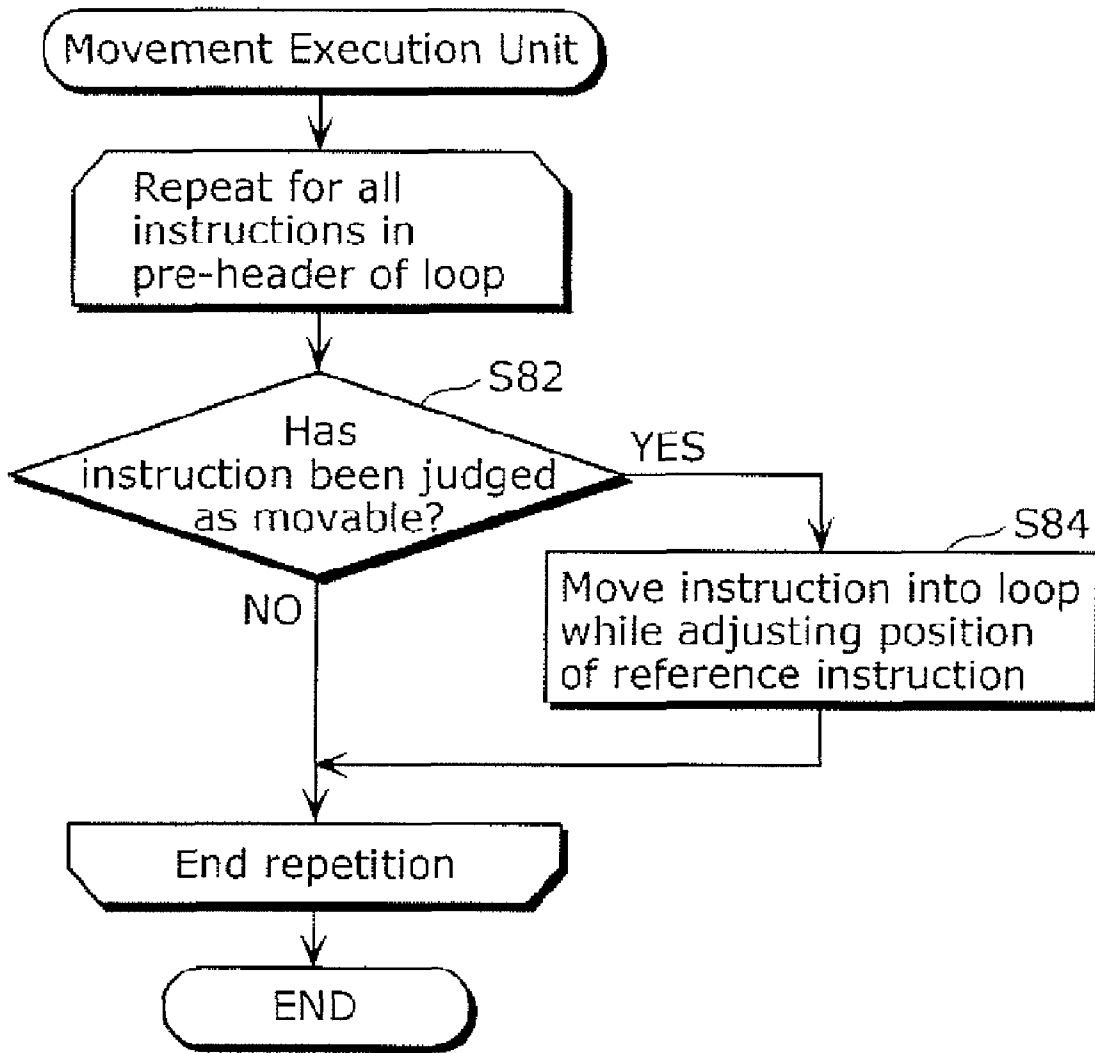 Movement Execution Unit
Repeat for all
instructions in
pre-header of loop
S82
Has
instruction been judged
as movable?
YES
NO
S84
Move instruction into loop
while adjusting position
of reference instruction
End repetition
END